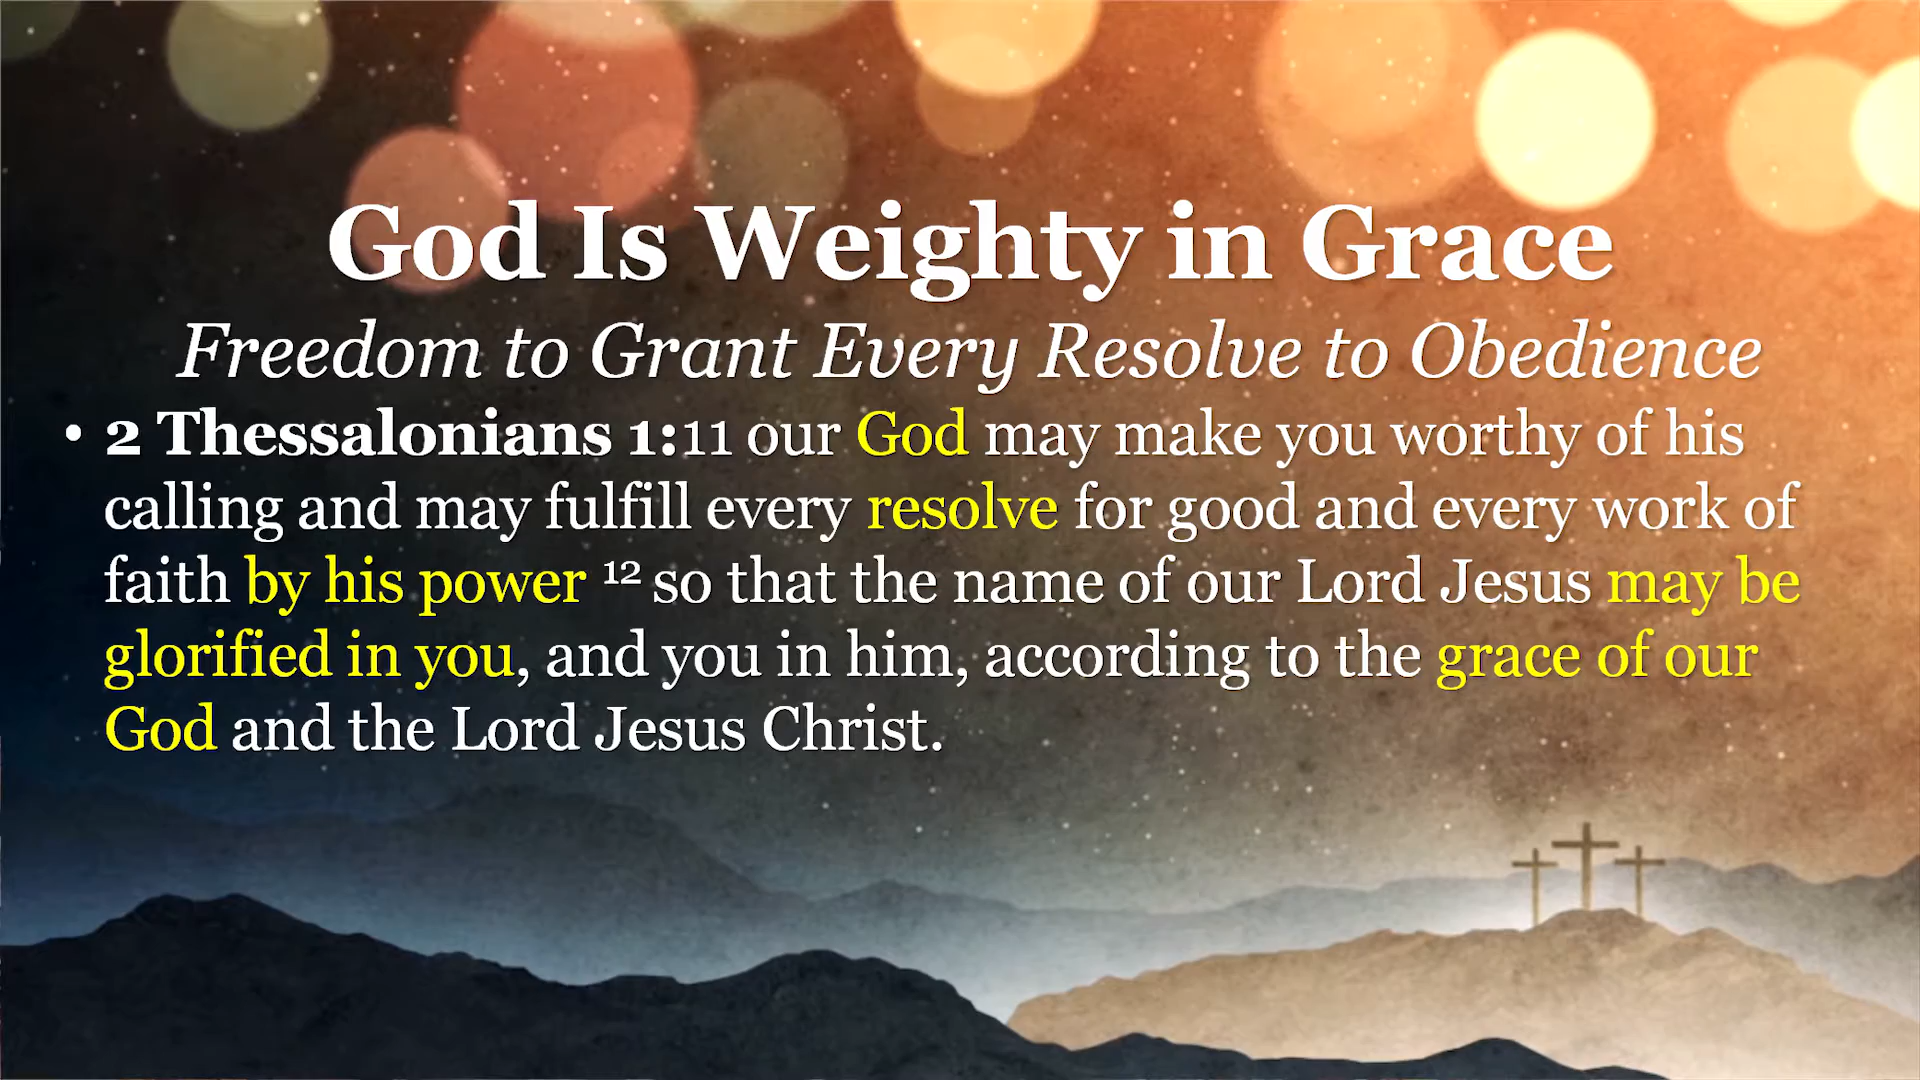 God Is Weighty in Grace
Freedom to Grant Every Resolve to Obedience
• 2 Thessalonians 1:11 our God may make you worthy of his
calling and may fulfill every resolve for good and every work of
faith by his power ¹² so that the name of our Lord Jesus may be
glorified in you, and you in him, according to the grace of our
God and the Lord Jesus Christ.